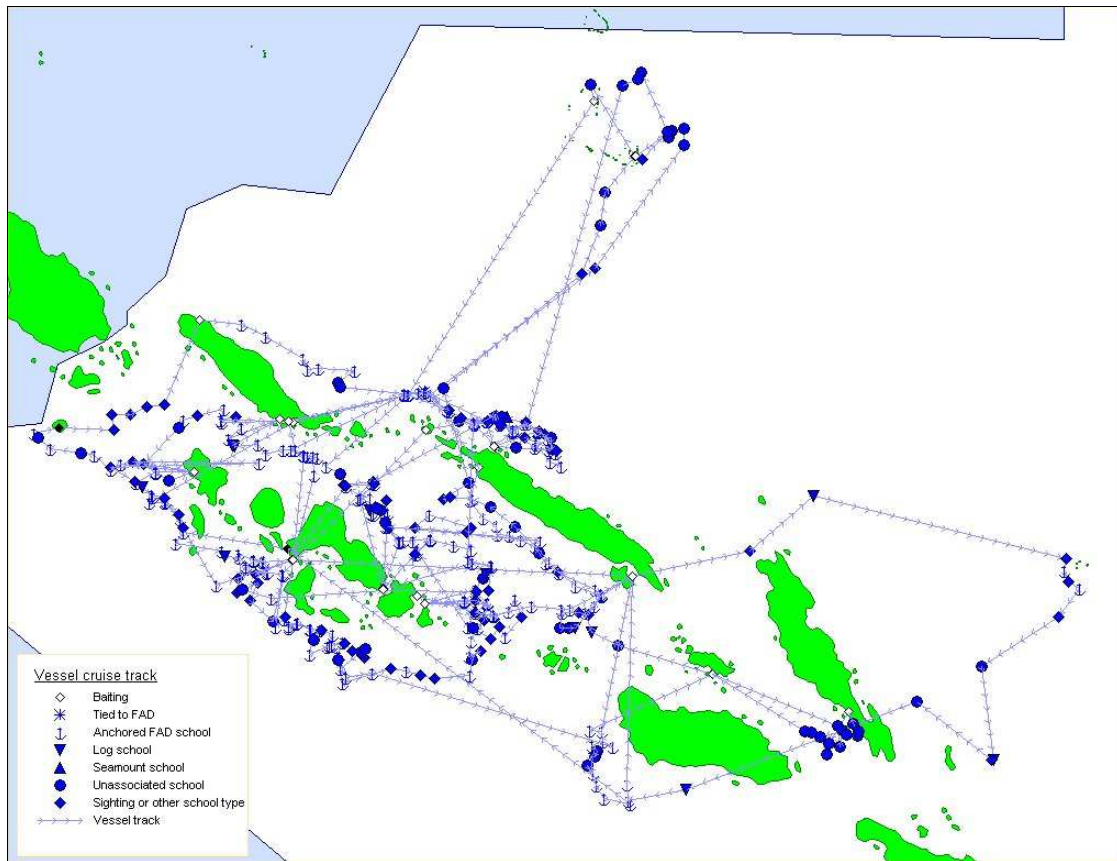 Vessel cruise track
Baiting
Tied to FAD
Anchored FAD school
Log school
Seamount school
Unassociated school
Sighting or other school type
Vessel track